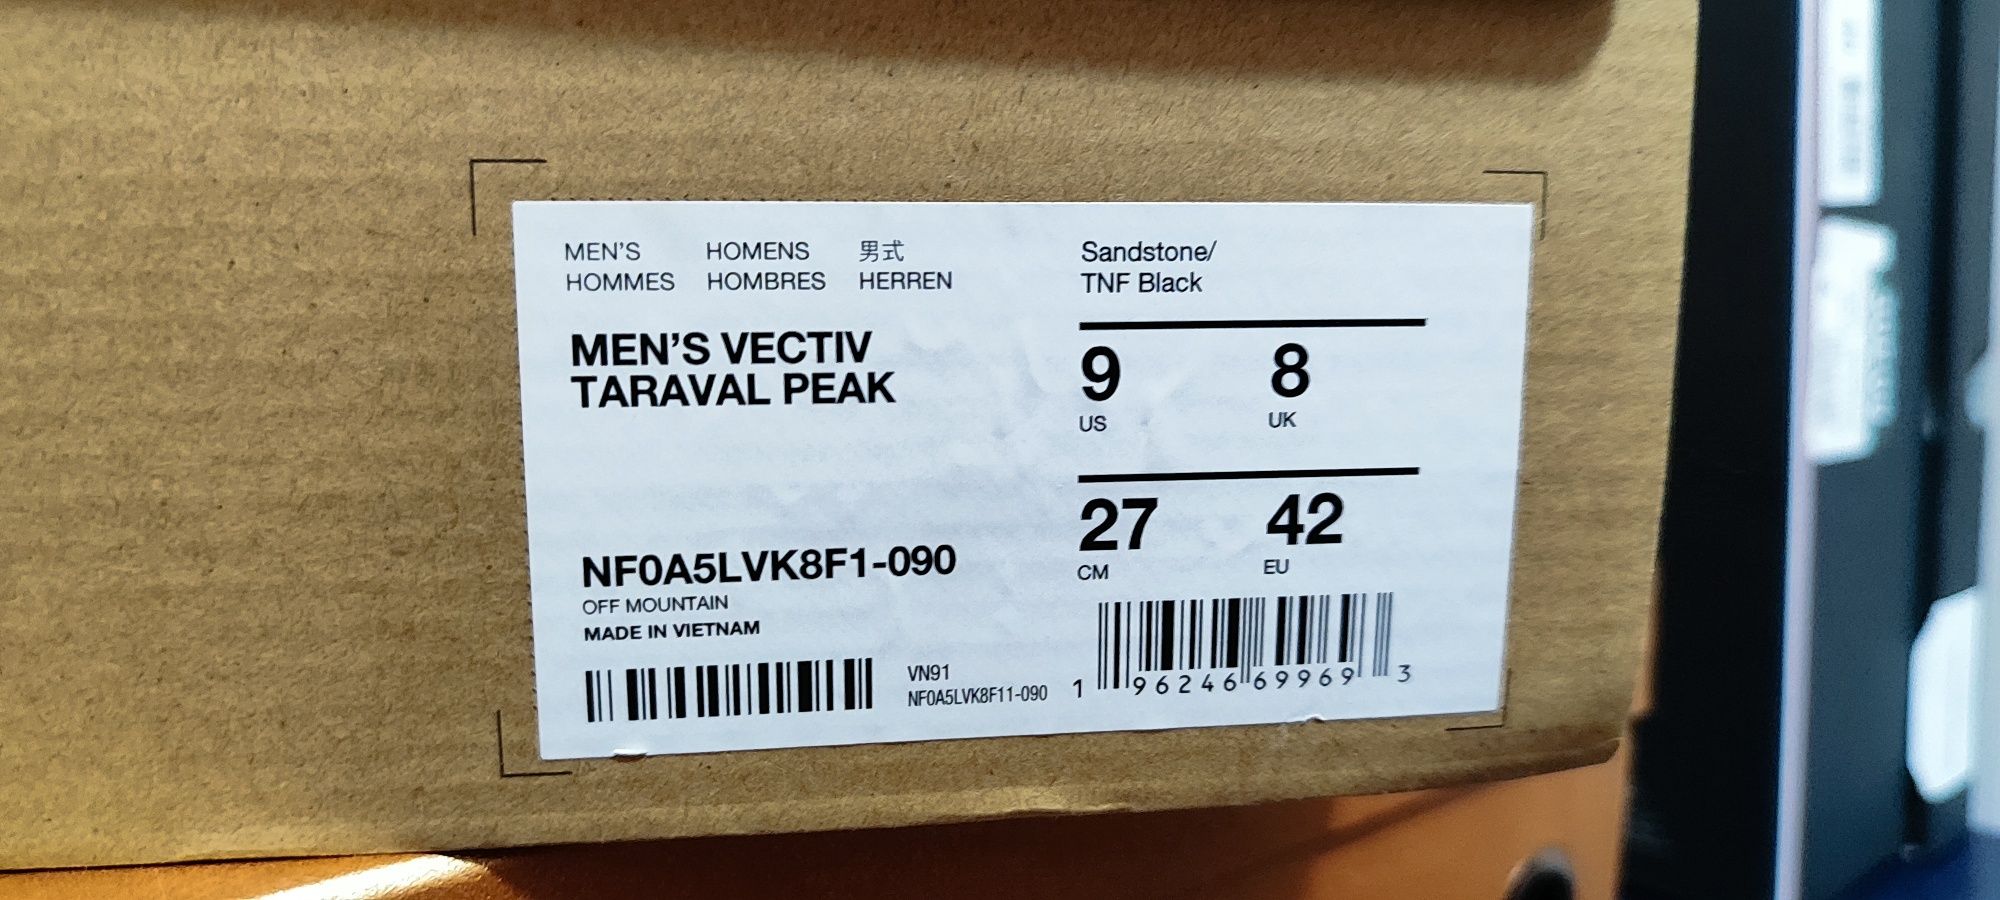 MEN'S HOMENS 男式
HOMMES HOMBRES HERREN
MEN'S VECTIV
TARAVAL PEAK
NF0A5LVK8F1-090
OFF MOUNTAIN
MADE IN VIETNAM
VN91
NF0A5LVK8F11-090
Sandstone/
TNF Black
9 8
US UK
27 42
CM EU
1 96246 69969 3